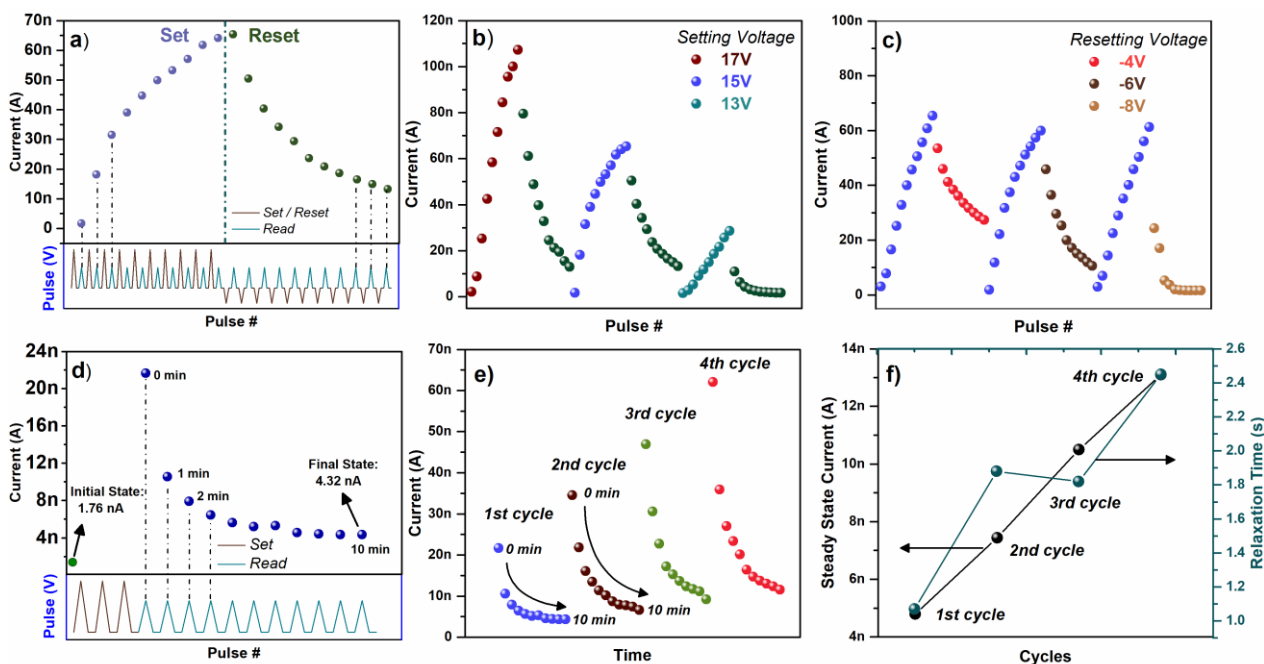 a)
Set
Reset
70n
60n
50n
40n
30n
20n
10n
0
Current (A)
Set / Reset
Read
Pulse (V)
Pulse #
b)
Setting Voltage
17V
15V
13V
120n
100n
80n
60n
40n
20n
0
Current (A)
Pulse #
c)
Resetting Voltage
-4V
-6V
-8V
100n
80n
60n
40n
20n
0
Current (A)
Pulse #
d)
24n
20n
16n
12n
8n
4n
Current (A)
0 min
1 min
2 min
Initial State:
1.76 nA
Final State:
4.32 nA
10 min
Set
Read
Pulse (V)
Pulse #
e)
70n
60n
50n
40n
30n
20n
10n
0
Current (A)
1st cycle
0 min
10 min
2nd cycle
0 min
10 min
3rd cycle
4th cycle
Time
f)
14n
12n
10n
8n
6n
4n
Steady State Current (A)
1st cycle
2nd cycle
3rd cycle
4th cycle
2.6
2.4
2.2
2.0
1.8
1.6
1.4
1.2
1.0
Relaxation Time (s)
Cycles